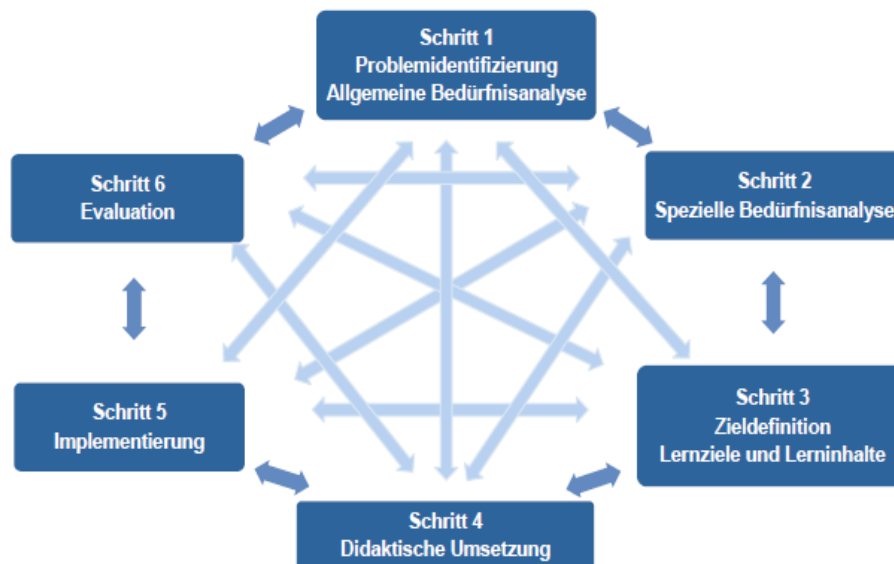 Schritt 1
Problemidentifizierung
Allgemeine Bedürfnisanalyse
Schritt 6
Evaluation
Schritt 2
Spezielle Bedürfnisanalyse
Schritt 5
Implementierung
Schritt 3
Zieldefinition
Lernziele und Lerninhalte
Schritt 4
Didaktische Umsetzung